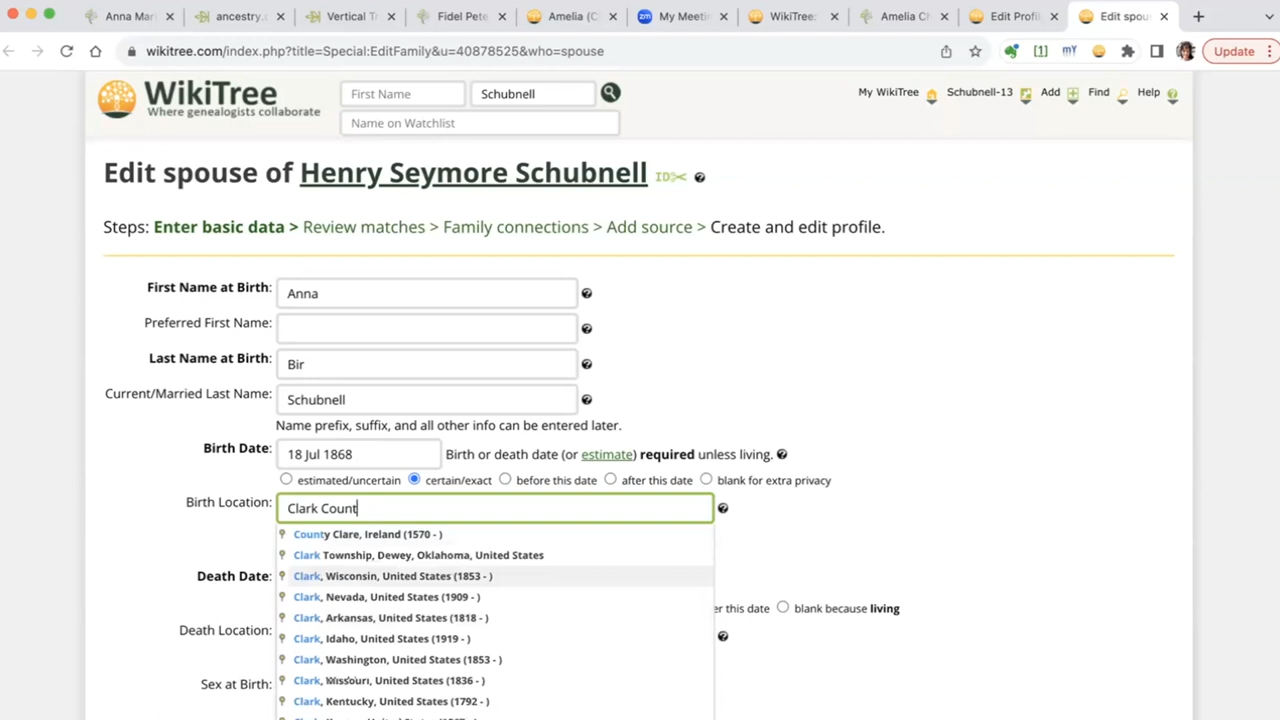 Anna Mar
ancestry.c
Vertical Tr
Fidel Pete
Amelia (C
My Meeti
WikiTree:
Amelia Cl
Edit Profil
Edit spou
wikitree.com/index.php?title=Special:EditFamily&u=40878525&who=spouse
[1]
mY
Update
WikiTree
Where genealogists collaborate
First Name
Schubnell
Name on Watchlist
My WikiTree
Schubnell-13
Add
Find
Help
Edit spouse of Henry Seymore Schubnell ID
Steps: Enter basic data > Review matches > Family connections > Add source > Create and edit profile.
First Name at Birth: Anna
Preferred First Name:
Last Name at Birth: Bir
Current/Married Last Name: Schubnell
Name prefix, suffix, and all other info can be entered later.
Birth Date: 18 Jul 1868 Birth or death date (or estimate) required unless living.
estimated/uncertain certain/exact before this date after this date blank for extra privacy
Birth Location: Clark Count
County Clare, Ireland (1570 - )
Clark Township, Dewey, Oklahoma, United States
Death Date: Clark, Wisconsin, United States (1853 - )
Clark, Nevada, United States (1909 - )
er this date blank because living
Clark, Arkansas, United States (1818 - )
Death Location:
Clark, Idaho, United States (1919 - )
Clark, Washington, United States (1853 - )
Sex at Birth: Clark, Missouri, United States (1836 - )
Clark, Kentucky, United States (1792 - )